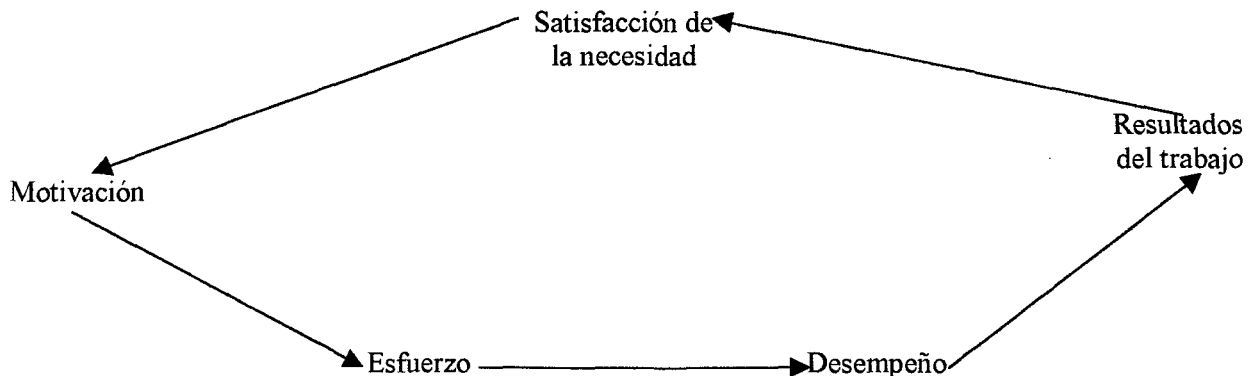 Satisfacción de
la necesidad
Resultados
del trabajo
Motivación
Esfuerzo
Desempeño